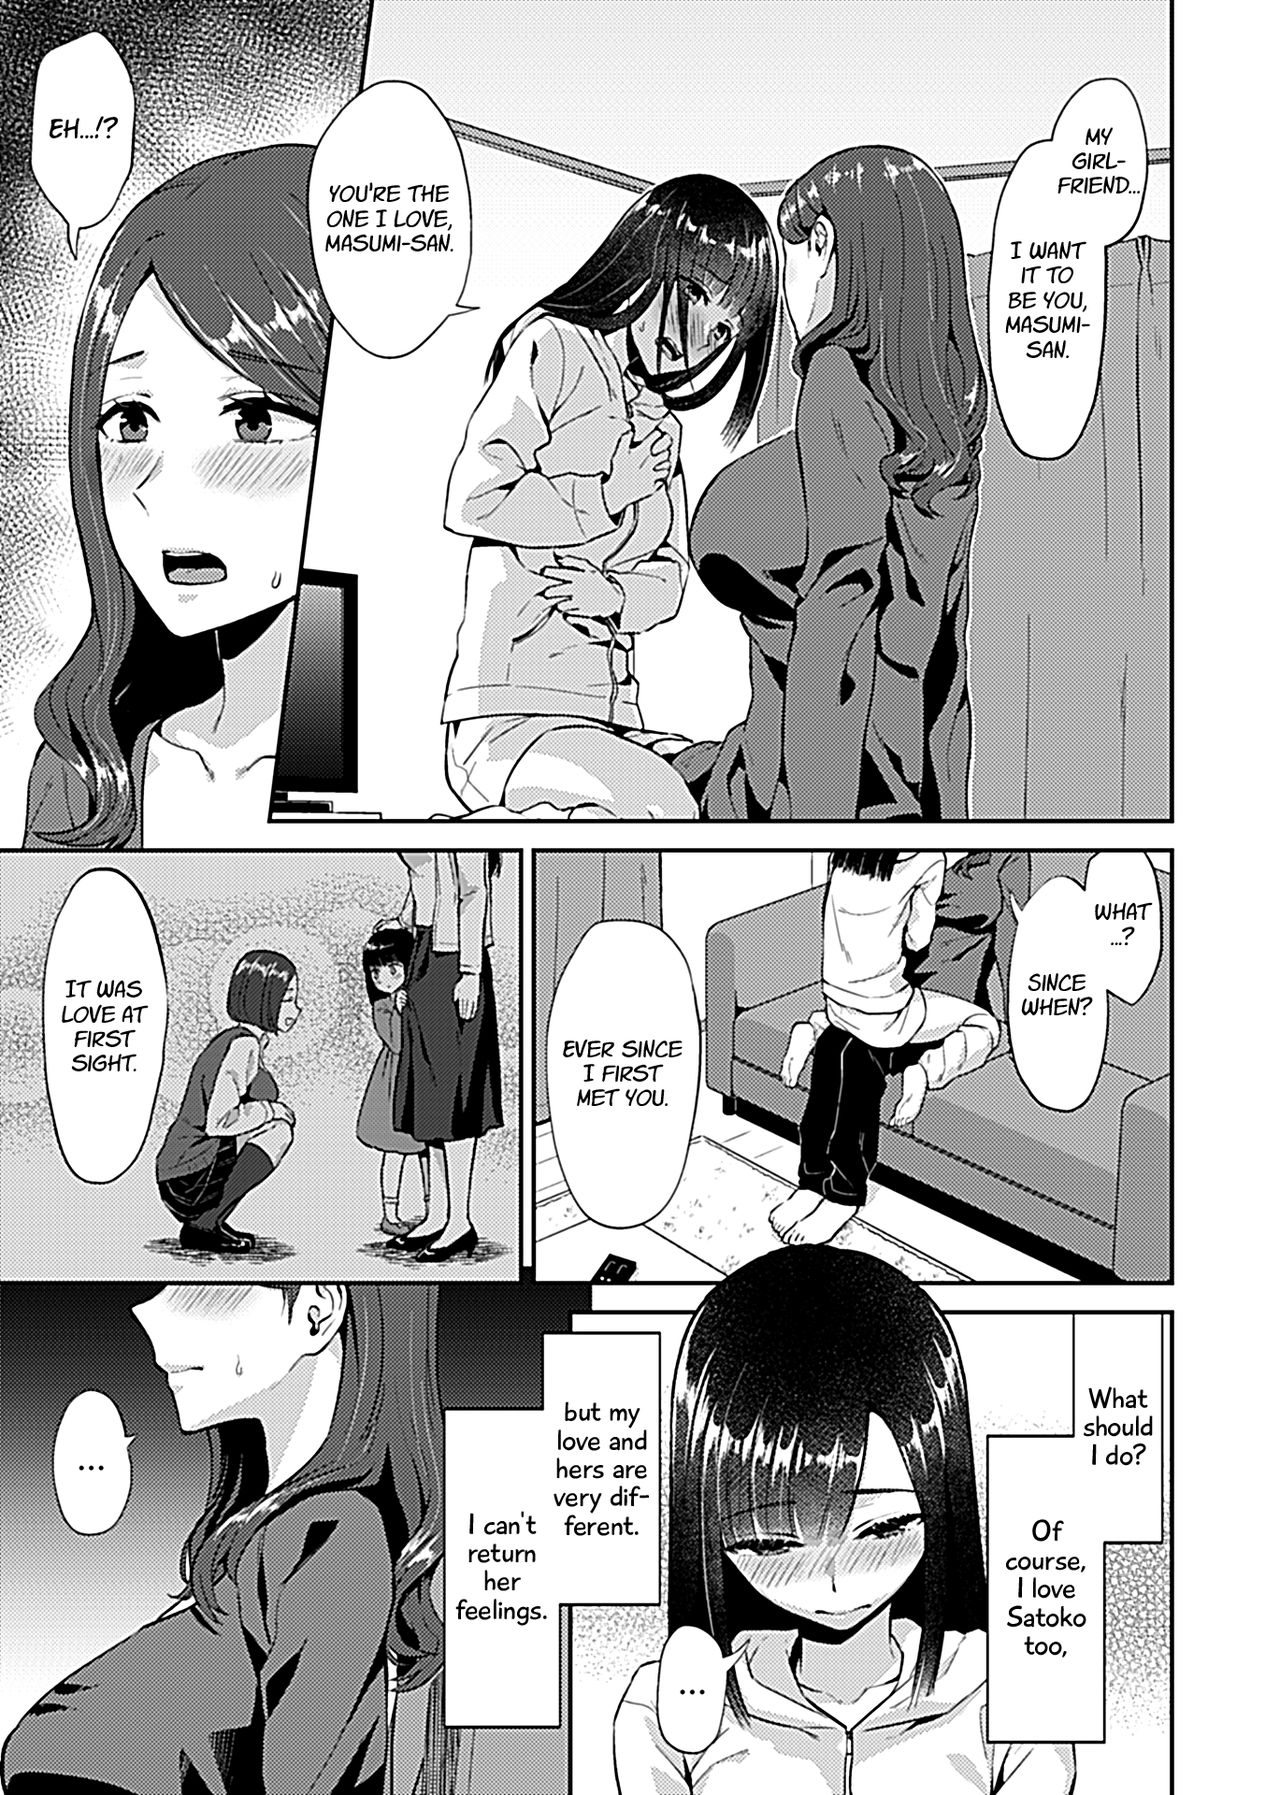 MY
GIRL-
FRIEND...
I WANT
IT TO
BE YOU,
MASUMI-
SAN.
YOU'RE THE
ONE I LOVE,
MASUMI-SAN.
EH...!?
WHAT
...?
SINCE
WHEN?
EVER SINCE
I FIRST
MET YOU.
IT WAS
LOVE AT
FIRST
SIGHT.
What
should
I do?
Of
course,
I love
Satoko
too,
...
but my
love and
hers are
very dif-
ferent.
I can't
return
her
feelings.
...